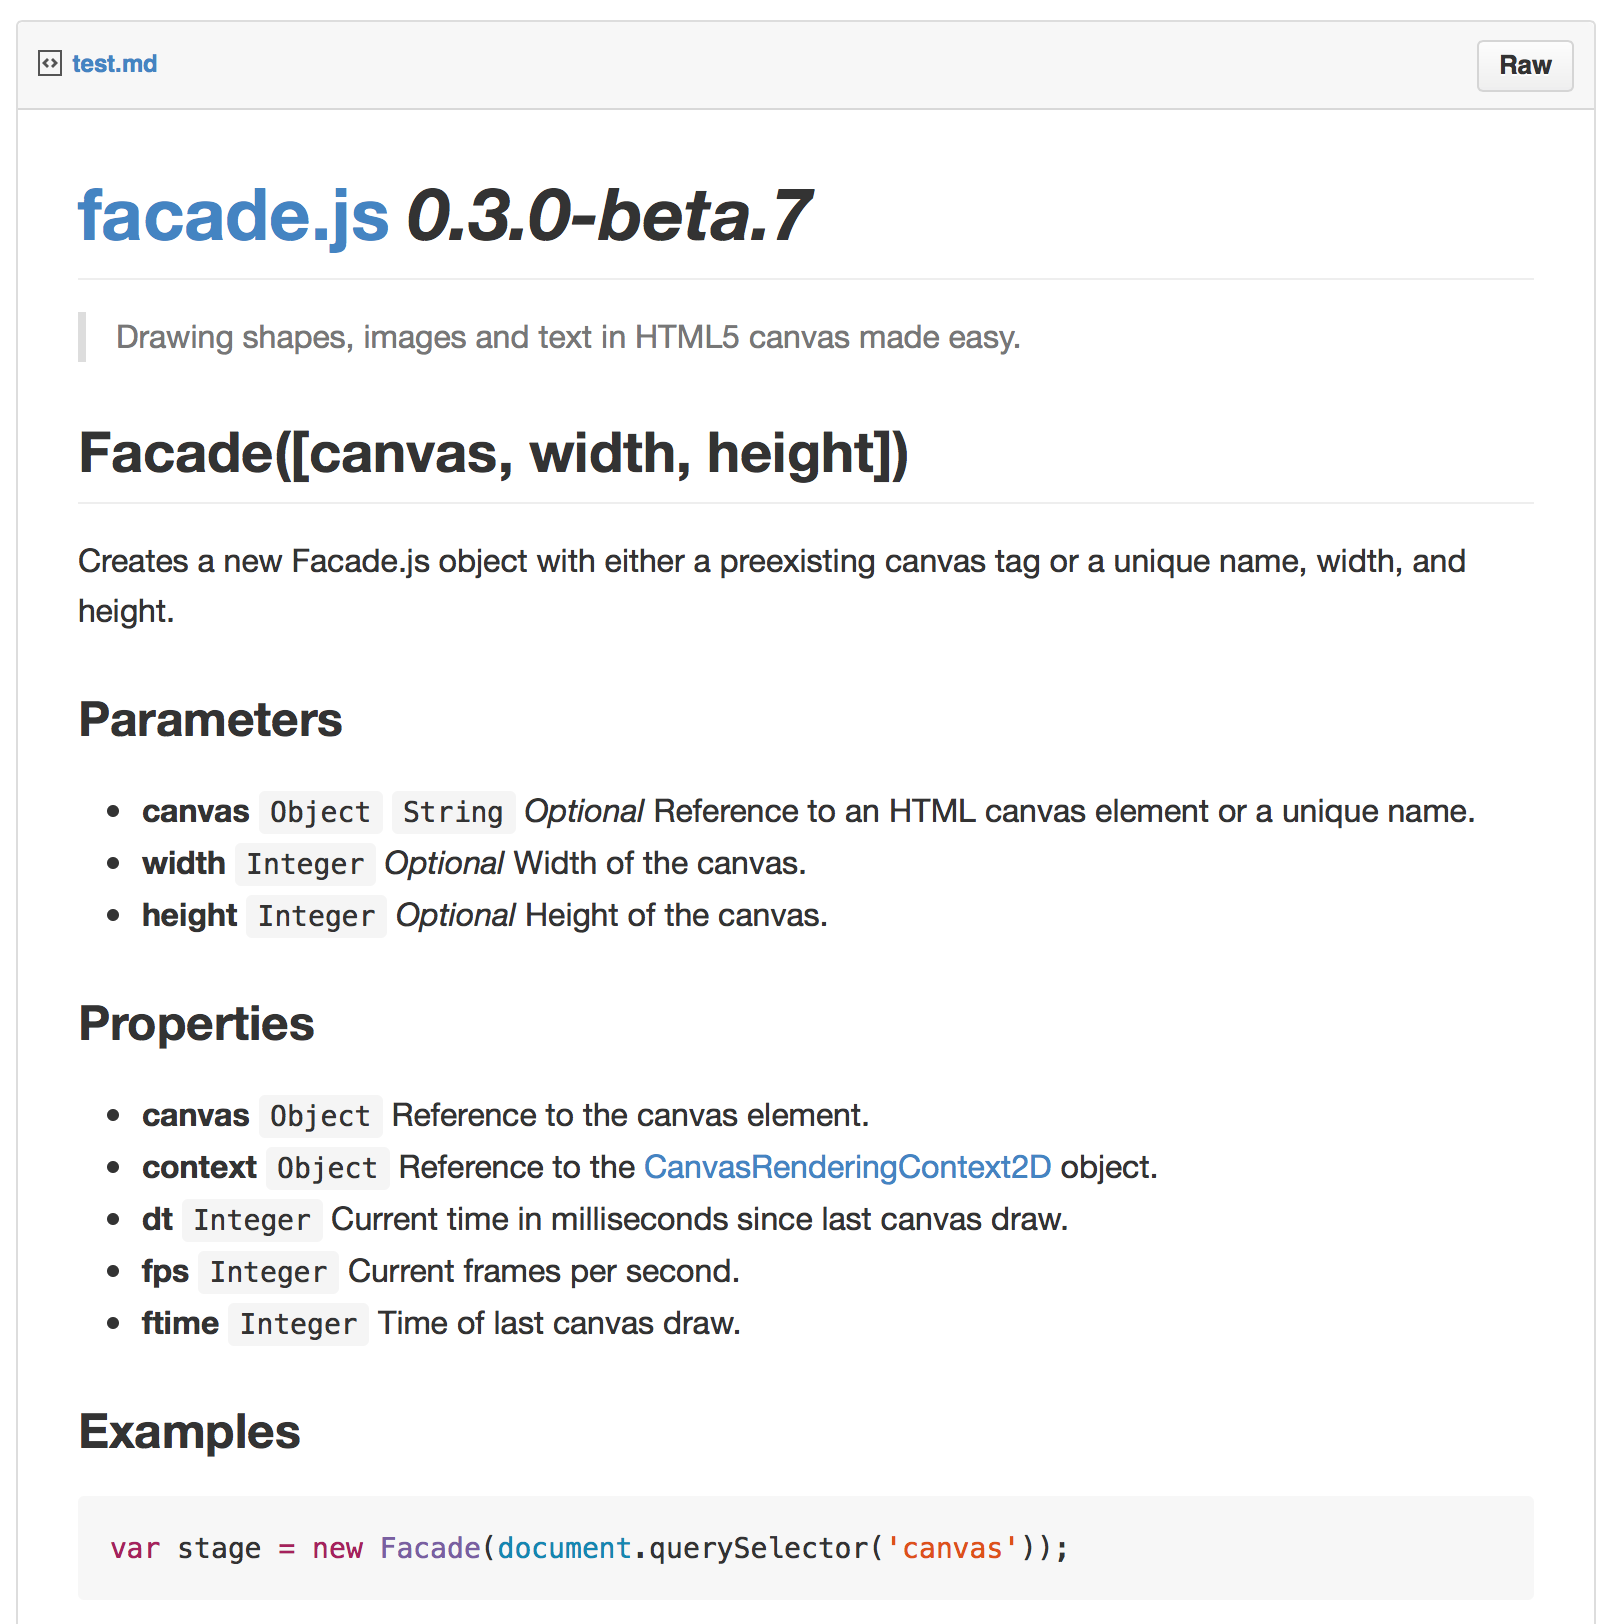 test.md
Raw
facade.js 0.3.0-beta.7
Drawing shapes, images and text in HTML5 canvas made easy.
Facade([canvas, width, height])
Creates a new Facade.js object with either a preexisting canvas tag or a unique name, width, and
height.
Parameters
• canvas Object String Optional Reference to an HTML canvas element or a unique name.
• width Integer Optional Width of the canvas.
• height Integer Optional Height of the canvas.
Properties
• canvas Object Reference to the canvas element.
• context Object Reference to the CanvasRenderingContext2D object.
• dt Integer Current time in milliseconds since last canvas draw.
• fps Integer Current frames per second.
• ftime Integer Time of last canvas draw.
Examples
var stage = new Facade(document.querySelector('canvas'));